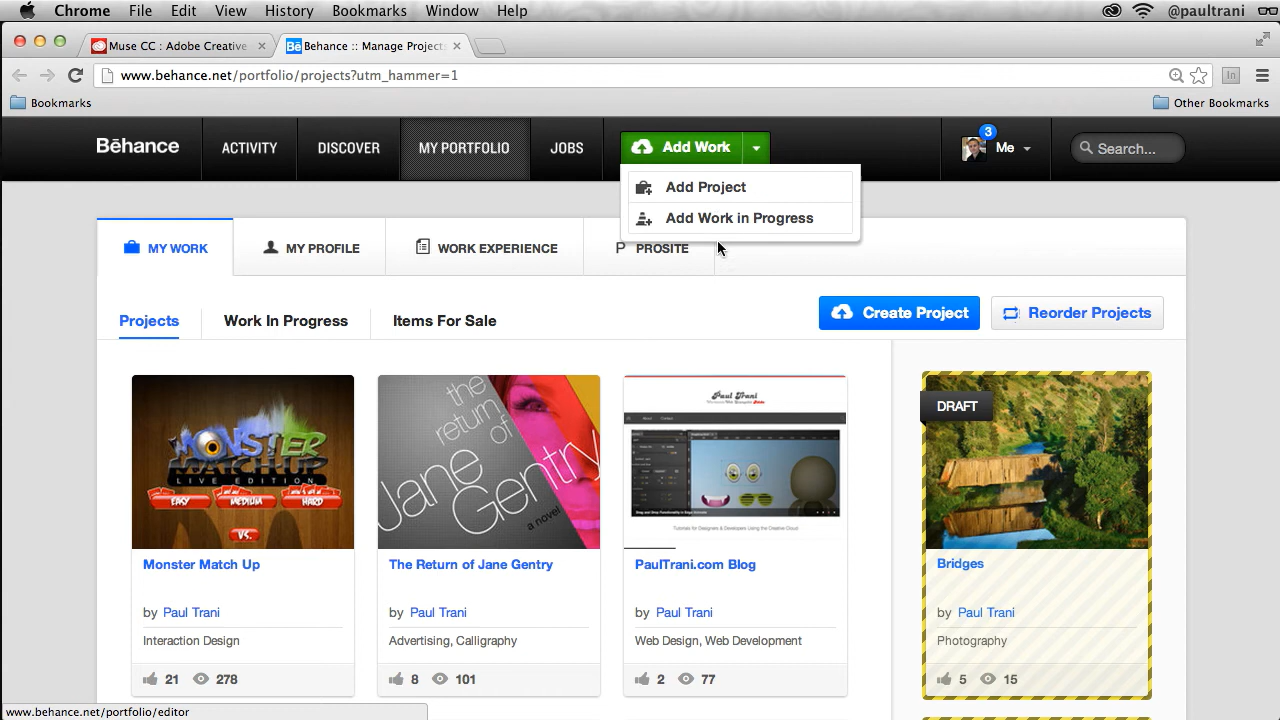 Chrome File Edit View History Bookmarks Window Help @paultrani
Muse CC : Adobe Creative
Behance :: Manage Projects
www.behance.net/portfolio/projects?utm_hammer=1
In
Bookmarks
Other Bookmarks
Bēhance ACTIVITY DISCOVER MY PORTFOLIO JOBS Add Work 3 Me Search...
Add Project
Add Work in Progress
MY WORK MY PROFILE WORK EXPERIENCE P PROSITE
Projects Work In Progress Items For Sale Create Project Reorder Projects
MONSTER
MATCH UP
LIVE EDITION
EASY MEDIUM HARD
VS.
the return of
Jane Gentry
a novel
Paul Trani
DRAFT
Monster Match Up
by Paul Trani
Interaction Design
21 278
The Return of Jane Gentry
by Paul Trani
Advertising, Calligraphy
8 101
PaulTrani.com Blog
by Paul Trani
Web Design, Web Development
2 77
Bridges
by Paul Trani
Photography
5 15
www.behance.net/portfolio/editor